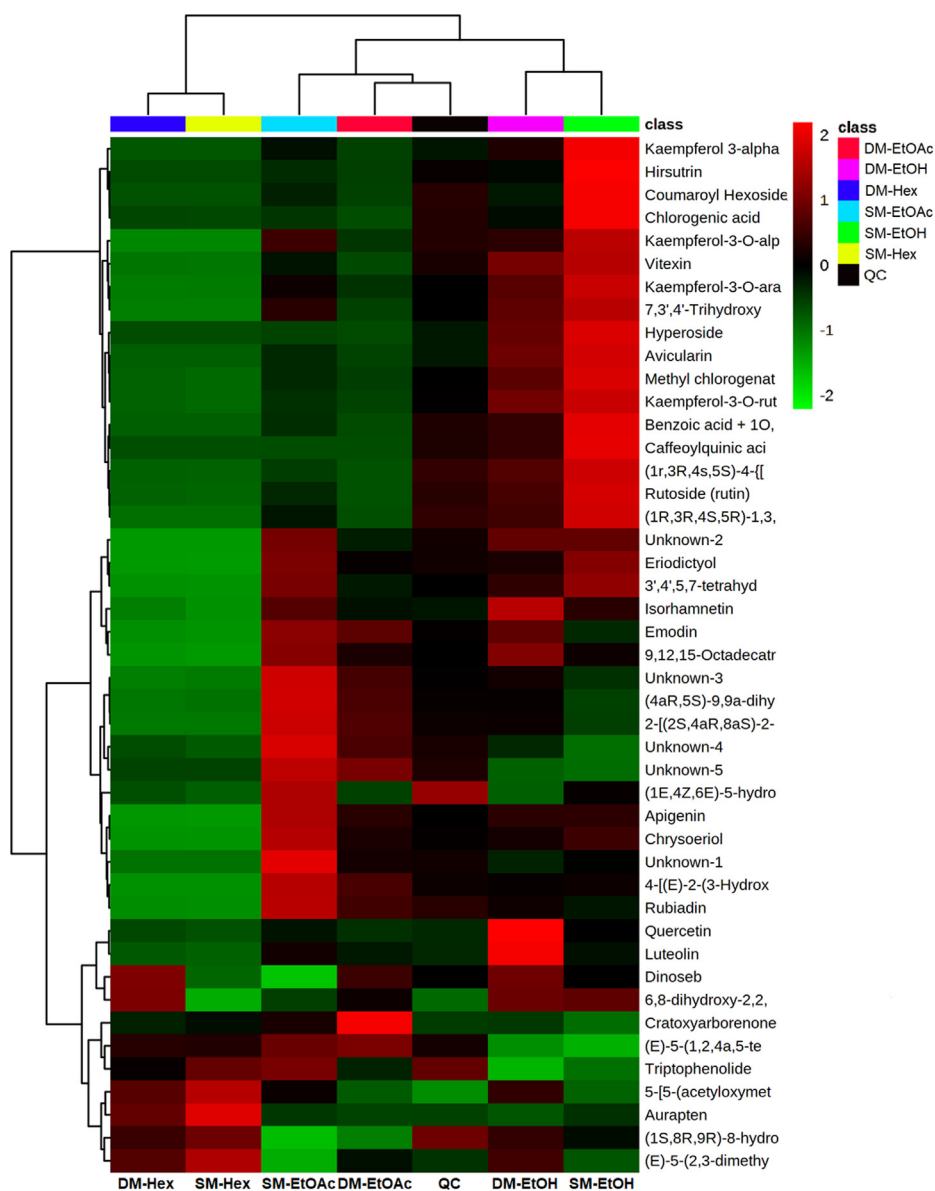 class
Kaempferol 3-alpha
Hirsutrin
Coumaroyl Hexoside
Chlorogenic acid
Kaempferol-3-O-alp
Vitexin
Kaempferol-3-O-ara
7,3',4'-Trihydroxy
Hyperoside
Avicularin
Methyl chlorogenat
Kaempferol-3-O-rut
Benzoic acid + 1O,
Caffeoylquinic aci
(1r,3R,4s,5S)-4-{[
Rutoside (rutin)
(1R,3R,4S,5R)-1,3,
Unknown-2
Eriodictyol
3',4',5,7-tetrahyd
Isorhamnetin
Emodin
9,12,15-Octadecatr
Unknown-3
(4aR,5S)-9,9a-dihy
2-[(2S,4aR,8aS)-2-
Unknown-4
Unknown-5
(1E,4Z,6E)-5-hydro
Apigenin
Chrysoeriol
Unknown-1
4-[(E)-2-(3-Hydrox
Rubiadin
Quercetin
Luteolin
Dinoseb
6,8-dihydroxy-2,2,
Cratoxyarborenone
(E)-5-(1,2,4a,5-te
Triptophenolide
5-[5-(acetyloxymet
Aurapten
(1S,8R,9R)-8-hydro
(E)-5-(2,3-dimethy
2
1
0
-1
-2
class
DM-EtOAc
DM-EtOH
DM-Hex
SM-EtOAc
SM-EtOH
SM-Hex
QC
DM-Hex SM-Hex SM-EtOAc DM-EtOAc QC DM-EtOH SM-EtOH